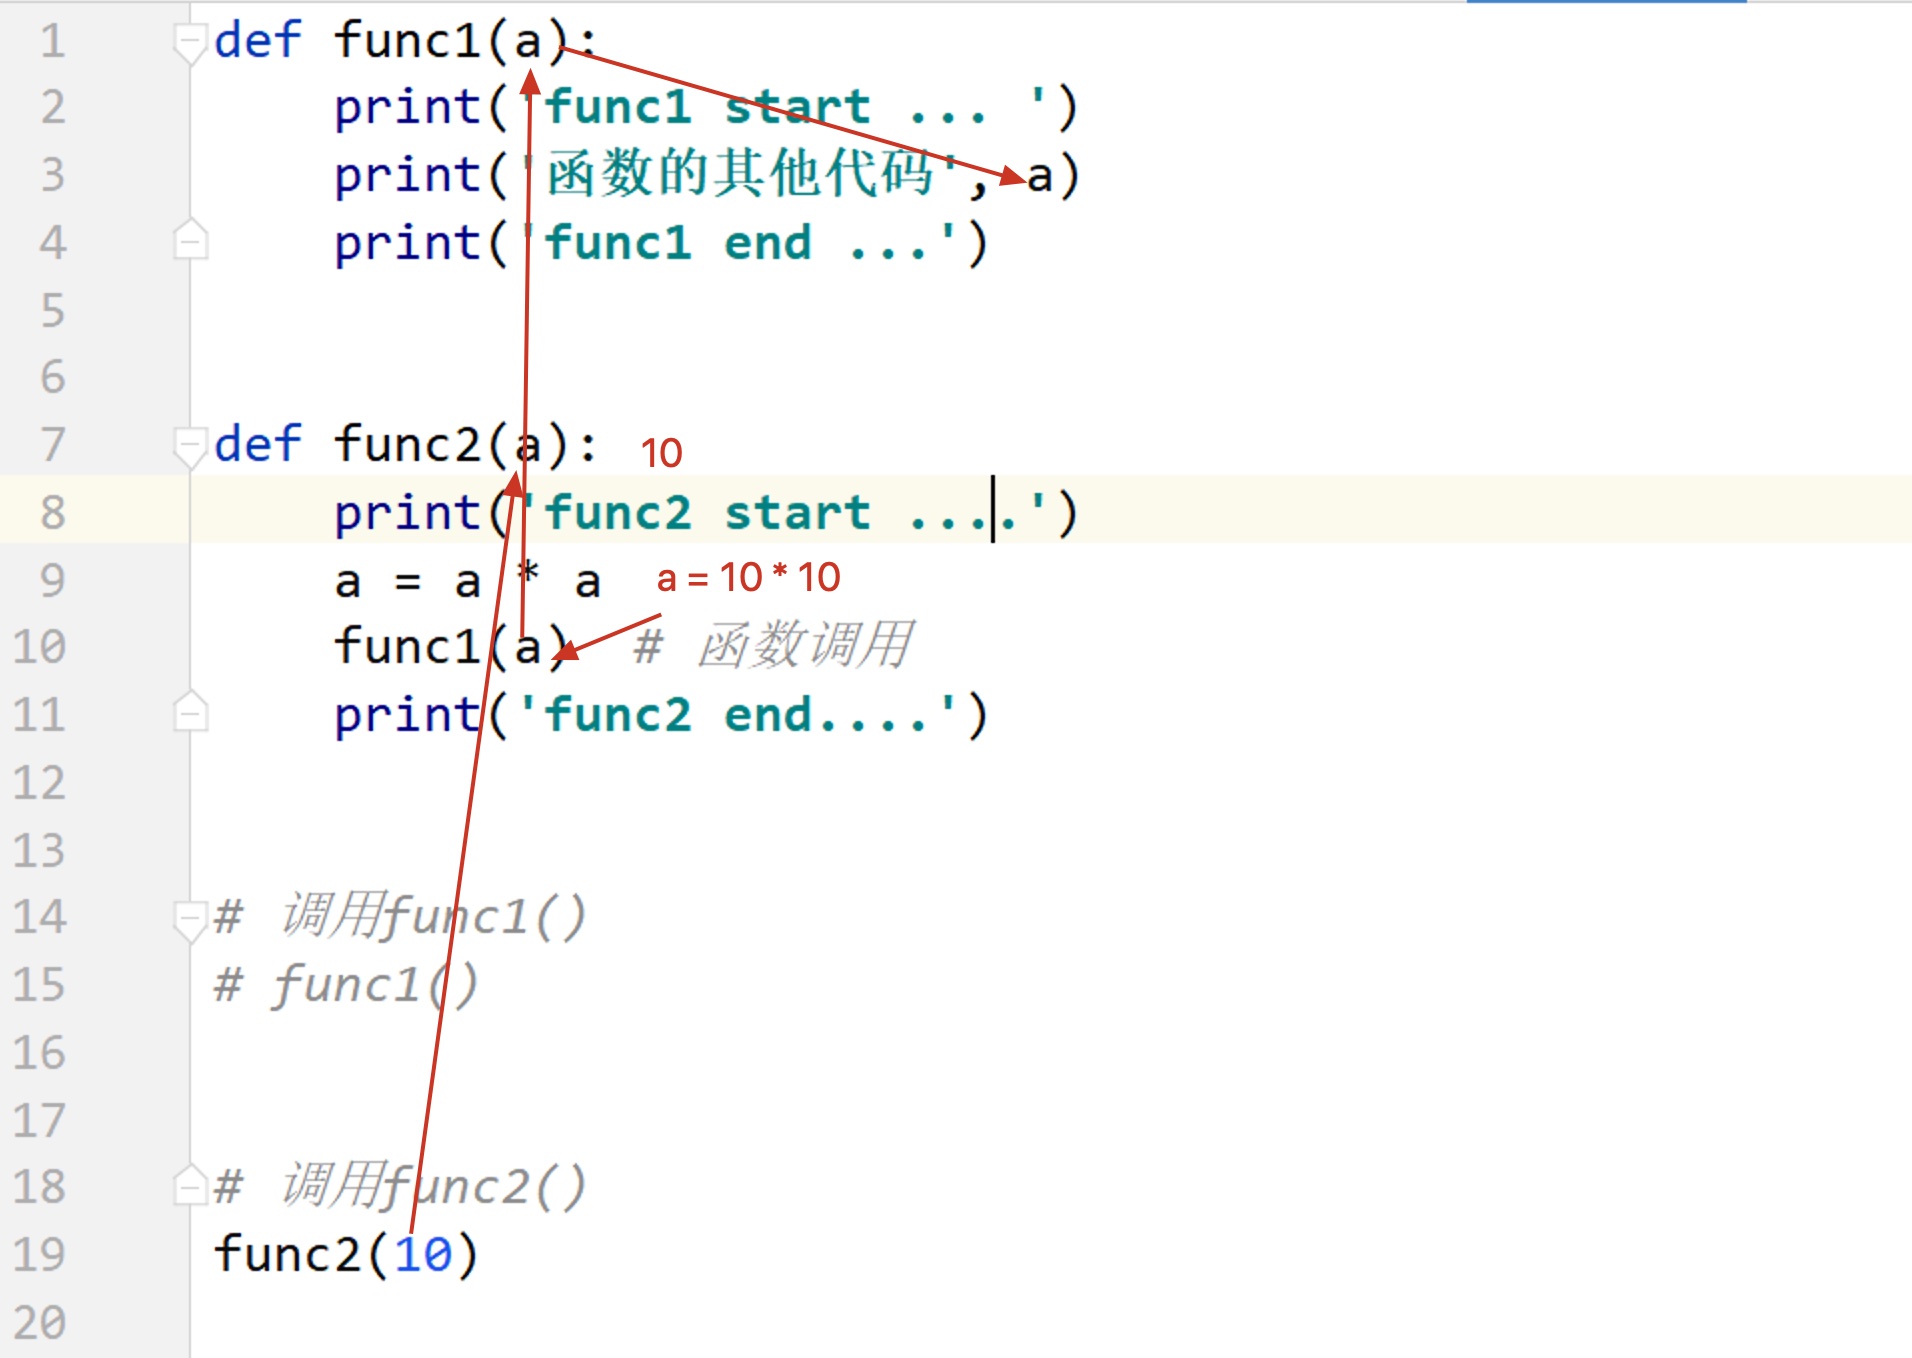 1 def func1(a):
2 print('func1 start ... ')
3 print('函数的其他代码', a)
4 print('func1 end ...')
5
6
7 def func2(a): 10
8 print('func2 start ....')
9 a = a * a a = 10 * 10
10 func1(a) # 函数调用
11 print('func2 end....')
12
13
14 # 调用func1()
15 # func1()
16
17
18 # 调用func2()
19 func2(10)
20